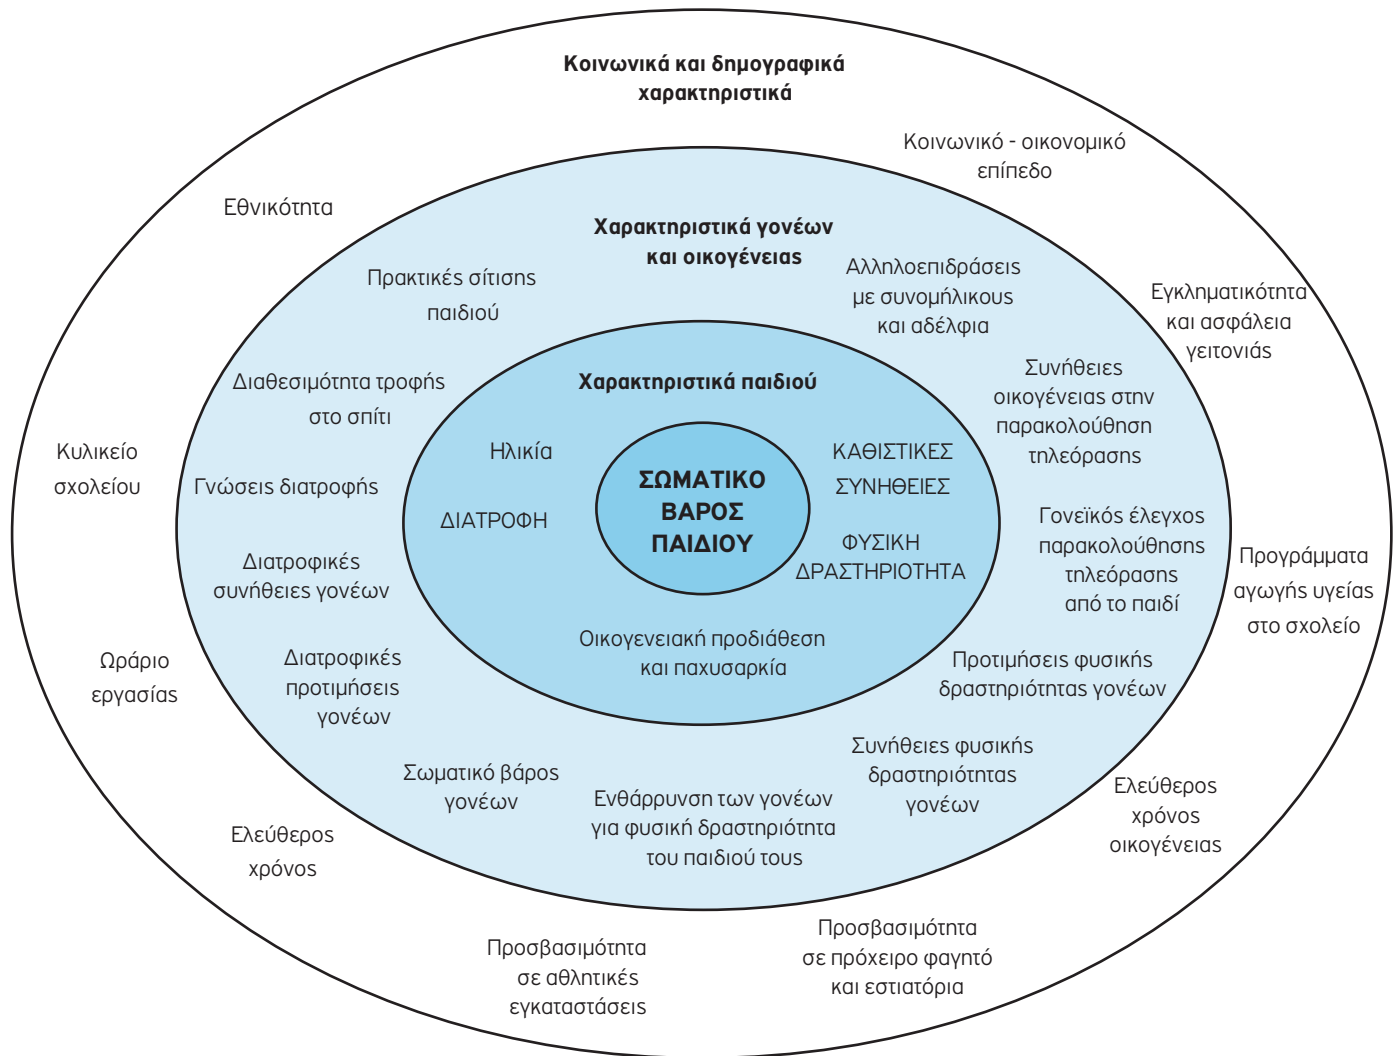 Κοινωνικά και δημογραφικά
χαρακτηριστικά
Κοινωνικό - οικονομικό
επίπεδο
Εθνικότητα
Χαρακτηριστικά γονέων
και οικογένειας
Πρακτικές σίτισης
παιδιού
Αλληλοεπιδράσεις
με συνομήλικους
και αδέλφια
Εγκληματικότητα
και ασφάλεια
γειτονιάς
Διαθεσιμότητα τροφής
στο σπίτι
Χαρακτηριστικά παιδιού
Συνήθειες
οικογένειας στην
παρακολούθηση
τηλεόρασης
Κυλικείο
σχολείου
Γνώσεις διατροφής
Ηλικία
ΔΙΑΤΡΟΦΗ
ΣΩΜΑΤΙΚΟ
ΒΑΡΟΣ
ΠΑΙΔΙΟΥ
ΚΑΘΙΣΤΙΚΕΣ
ΣΥΝΗΘΕΙΕΣ
ΦΥΣΙΚΗ
ΔΡΑΣΤΗΡΙΟΤΗΤΑ
Γονεϊκός έλεγχος
παρακολούθησης
τηλεόρασης
από το παιδί
Προγράμματα
αγωγής υγείας
στο σχολείο
Διατροφικές
συνήθειες γονέων
Οικογενειακή προδιάθεση
και παχυσαρκία
Ωράριο
εργασίας
Διατροφικές
προτιμήσεις
γονέων
Προτιμήσεις φυσικής
δραστηριότητας γονέων
Σωματικό βάρος
γονέων
Ενθάρρυνση των γονέων
για φυσική δραστηριότητα
του παιδιού τους
Συνήθειες φυσικής
δραστηριότητας
γονέων
Ελεύθερος
χρόνος
οικογένειας
Ελεύθερος
χρόνος
Προσβασιμότητα
σε αθλητικές
εγκαταστάσεις
Προσβασιμότητα
σε πρόχειρο φαγητό
και εστιατόρια